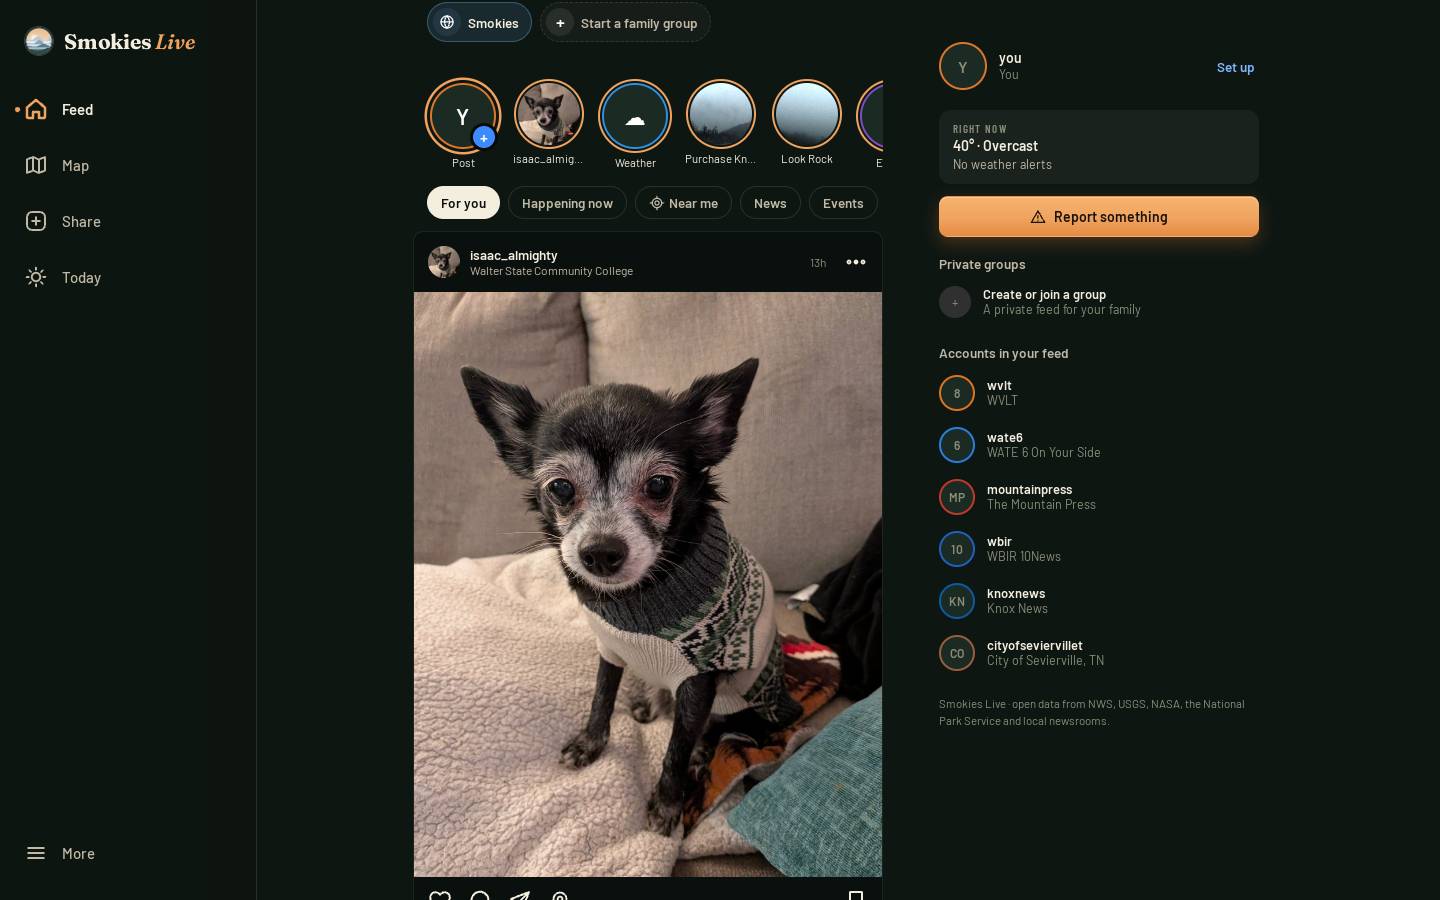 Smokies Live
Feed
Map
Share
Today
More
Smokies
+ Start a family group
Y
+
Post
isaac_almig...
Weather
Purchase Kn...
Look Rock
E
For you
Happening now
Near me
News
Events
isaac_almighty
Walter State Community College
13h
Y
you
You
Set up
RIGHT NOW
40° · Overcast
No weather alerts
Report something
Private groups
+
Create or join a group
A private feed for your family
Accounts in your feed
8
wvlt
WVLT
6
wate6
WATE 6 On Your Side
MP
mountainpress
The Mountain Press
10
wbir
WBIR 10News
KN
knoxnews
Knox News
CO
cityofseviervillet
City of Sevierville, TN
Smokies Live · open data from NWS, USGS, NASA, the National
Park Service and local newsrooms.